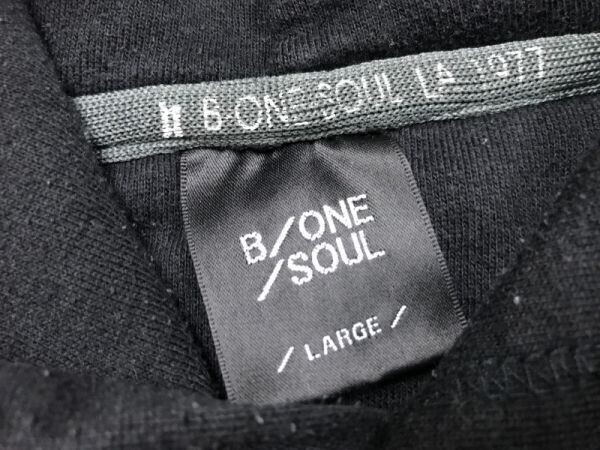 B-ONE-SOUL LA 1977
B/ONE
/SOUL
/ LARGE /